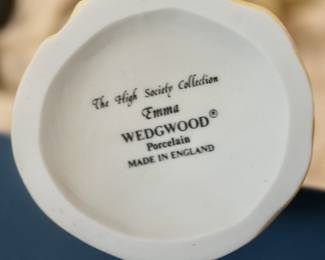 The High Society Collection
Emma
WEDGWOOD®
Porcelain
MADE IN ENGLAND